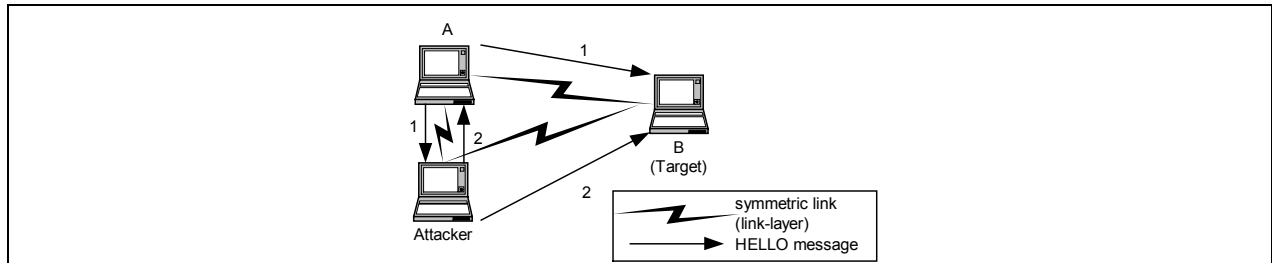 A
1
1
2
B
(Target)
2
Attacker
symmetric link
(link-layer)
HELLO message